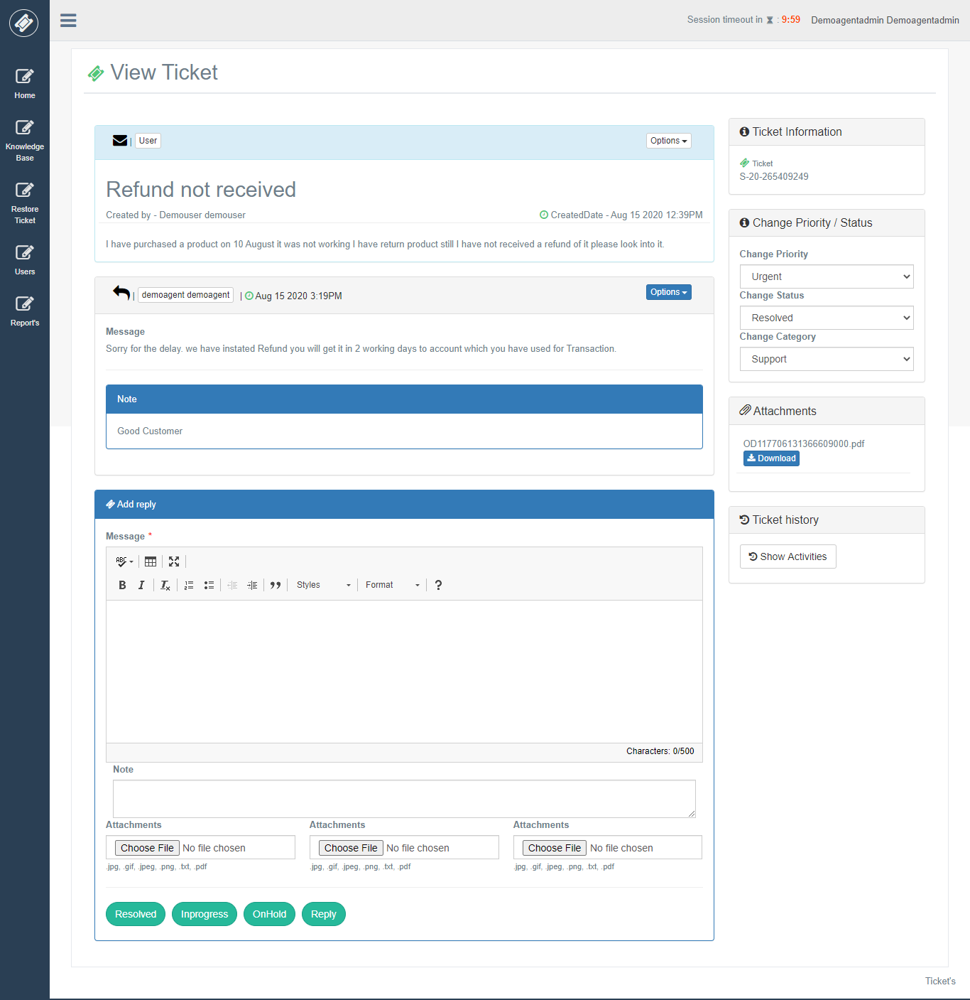 Session timeout in : 9:59
Demoagentadmin Demoagentadmin
Home
Knowledge
Base
Restore
Ticket
Users
Report's
View Ticket
| User
Options
Refund not received
Created by - Demouser demouser
CreatedDate - Aug 15 2020 12:39PM
I have purchased a product on 10 August it was not working I have return product still I have not received a refund of it please look into it.
| demoagent demoagent | Aug 15 2020 3:19PM
Options
Message
Sorry for the delay. we have instated Refund you will get it in 2 working days to account which you have used for Transaction.
Note
Good Customer
Add reply
Message *
ABC
B I Tx Styles Format ?
Characters: 0/500
Note
Attachments
Choose File No file chosen
.jpg, .gif, .jpeg, .png, .txt, .pdf
Attachments
Choose File No file chosen
.jpg, .gif, .jpeg, .png, .txt, .pdf
Attachments
Choose File No file chosen
.jpg, .gif, .jpeg, .png, .txt, .pdf
Resolved
Inprogress
OnHold
Reply
Ticket Information
Ticket
S-20-265409249
Change Priority / Status
Change Priority
Urgent
Change Status
Resolved
Change Category
Support
Attachments
OD117706131366609000.pdf
Download
Ticket history
Show Activities
Ticket's